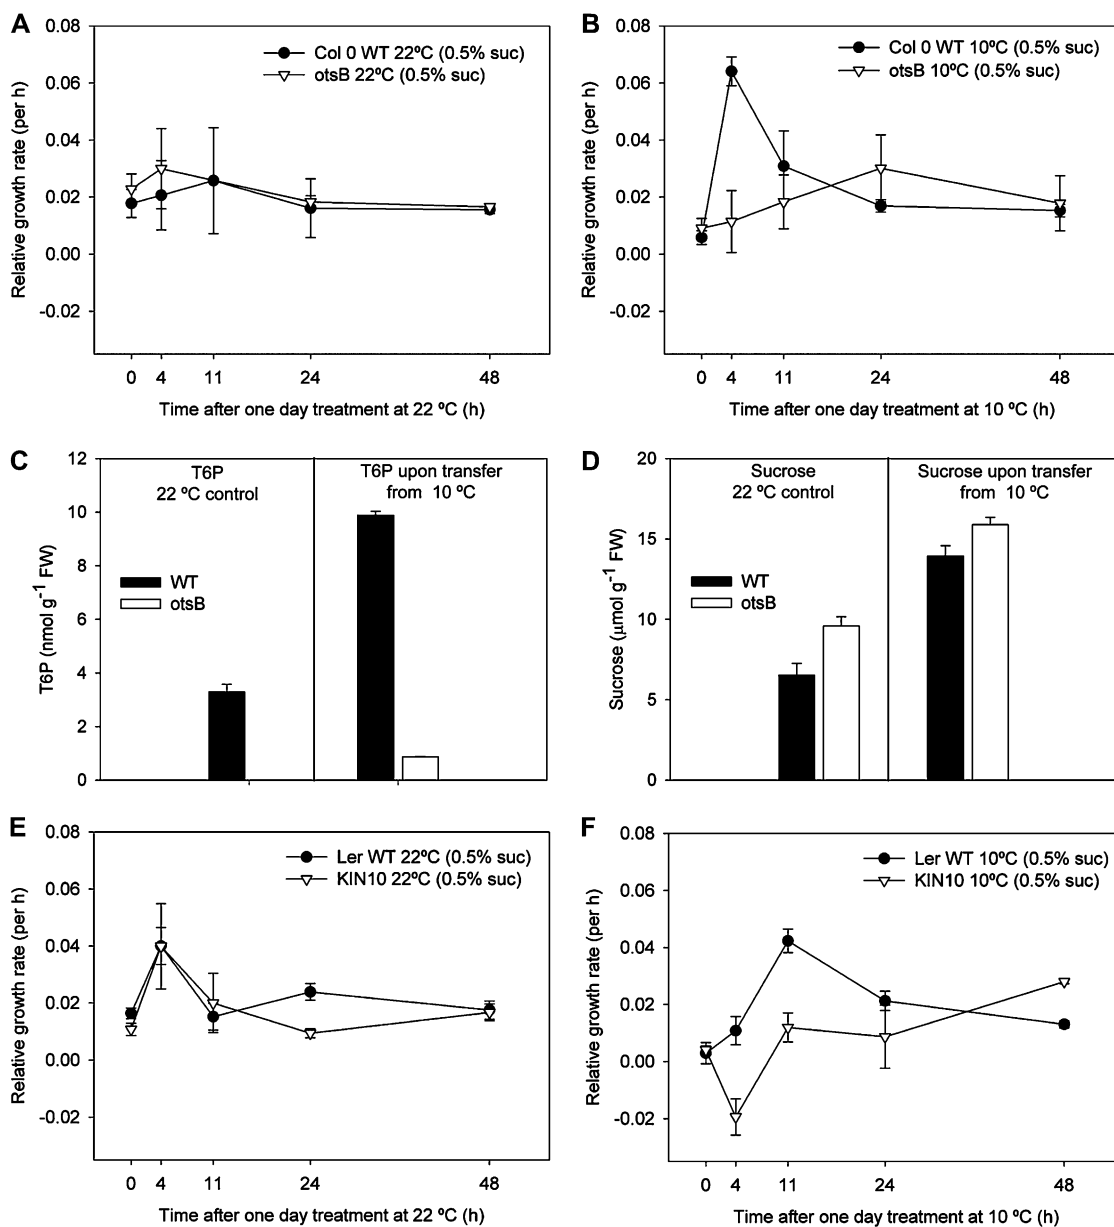 A
0.08
0.06
0.04
0.02
0.00
-0.02
Relative growth rate (per h)
Col 0 WT 22ºC (0.5% suc)
otsB 22ºC (0.5% suc)
0 4 11 24 48
Time after one day treatment at 22 ºC (h)
B
0.08
0.06
0.04
0.02
0.00
-0.02
Relative growth rate (per h)
Col 0 WT 10ºC (0.5% suc)
otsB 10ºC (0.5% suc)
0 4 11 24 48
Time after one day treatment at 10 ºC (h)
C
12
10
8
6
4
2
0
T6P (nmol g⁻¹ FW)
T6P
22 ºC control
T6P upon transfer
from 10 ºC
WT
otsB
D
20
15
10
5
0
Sucrose (µmol g⁻¹ FW)
Sucrose
22 ºC control
Sucrose upon transfer
from 10 ºC
WT
otsB
E
0.08
0.06
0.04
0.02
0.00
-0.02
Relative growth rate (per h)
Ler WT 22ºC (0.5% suc)
KIN10 22ºC (0.5% suc)
0 4 11 24 48
Time after one day treatment at 22 ºC (h)
F
0.08
0.06
0.04
0.02
0.00
-0.02
Relative growth rate (per h)
Ler WT 10ºC (0.5% suc)
KIN10 10ºC (0.5% suc)
0 4 11 24 48
Time after one day treatment at 10 ºC (h)